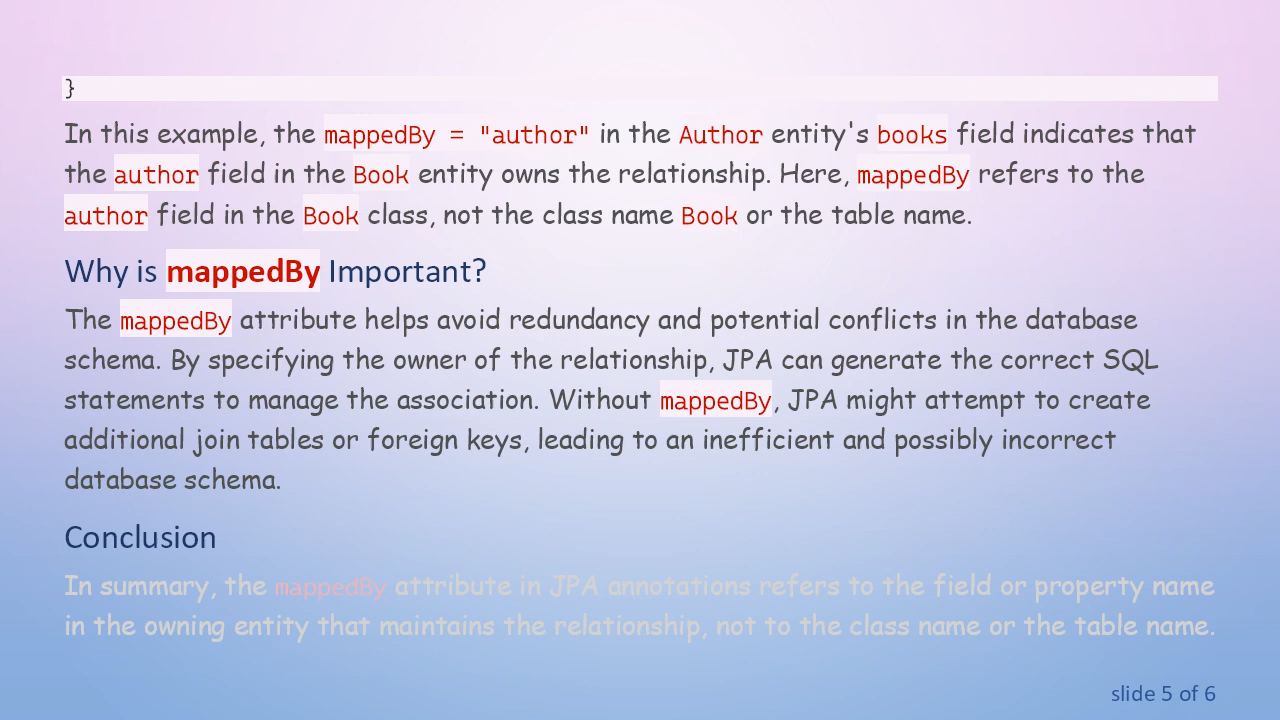 }
In this example, the mappedBy = "author" in the Author entity's books field indicates that
the author field in the Book entity owns the relationship. Here, mappedBy refers to the
author field in the Book class, not the class name Book or the table name.
Why is mappedBy Important?
The mappedBy attribute helps avoid redundancy and potential conflicts in the database
schema. By specifying the owner of the relationship, JPA can generate the correct SQL
statements to manage the association. Without mappedBy, JPA might attempt to create
additional join tables or foreign keys, leading to an inefficient and possibly incorrect
database schema.
Conclusion
In summary, the mappedBy attribute in JPA annotations refers to the field or property name
in the owning entity that maintains the relationship, not to the class name or the table name.
slide 5 of 6